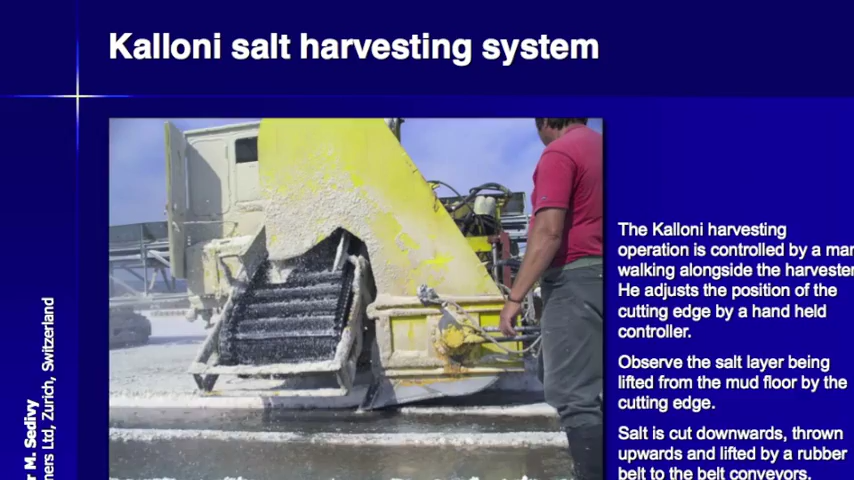 Kalloni salt harvesting system
The Kalloni harvesting
operation is controlled by a man
walking alongside the harvester
He adjusts the position of the
cutting edge by a hand held
controller.
Observe the salt layer being
lifted from the mud floor by the
cutting edge.
Salt is cut downwards, thrown
upwards and lifted by a rubber
belt to the belt conveyors.
r M. Sedivy
ners Ltd, Zurich, Switzerland